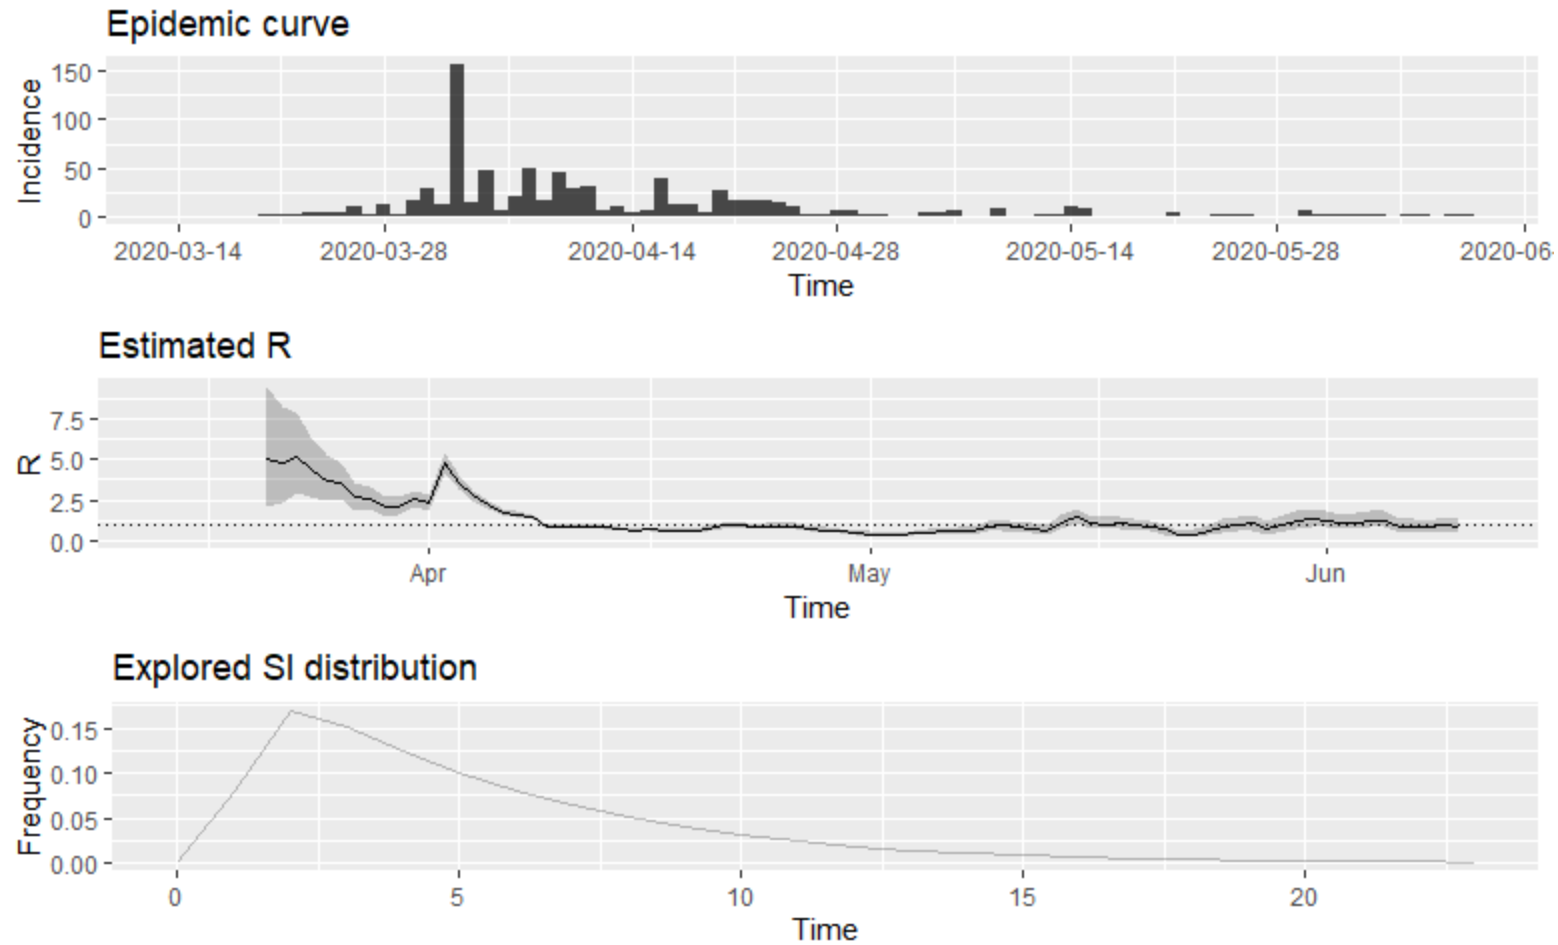 Epidemic curve
Incidence
150
100
50
0
2020-03-14 2020-03-28 2020-04-14 2020-04-28 2020-05-14 2020-05-28 2020-06-
Time
Estimated R
R
7.5
5.0
2.5
0.0
Apr May Jun
Time
Explored SI distribution
Frequency
0.15
0.10
0.05
0.00
0 5 10 15 20
Time